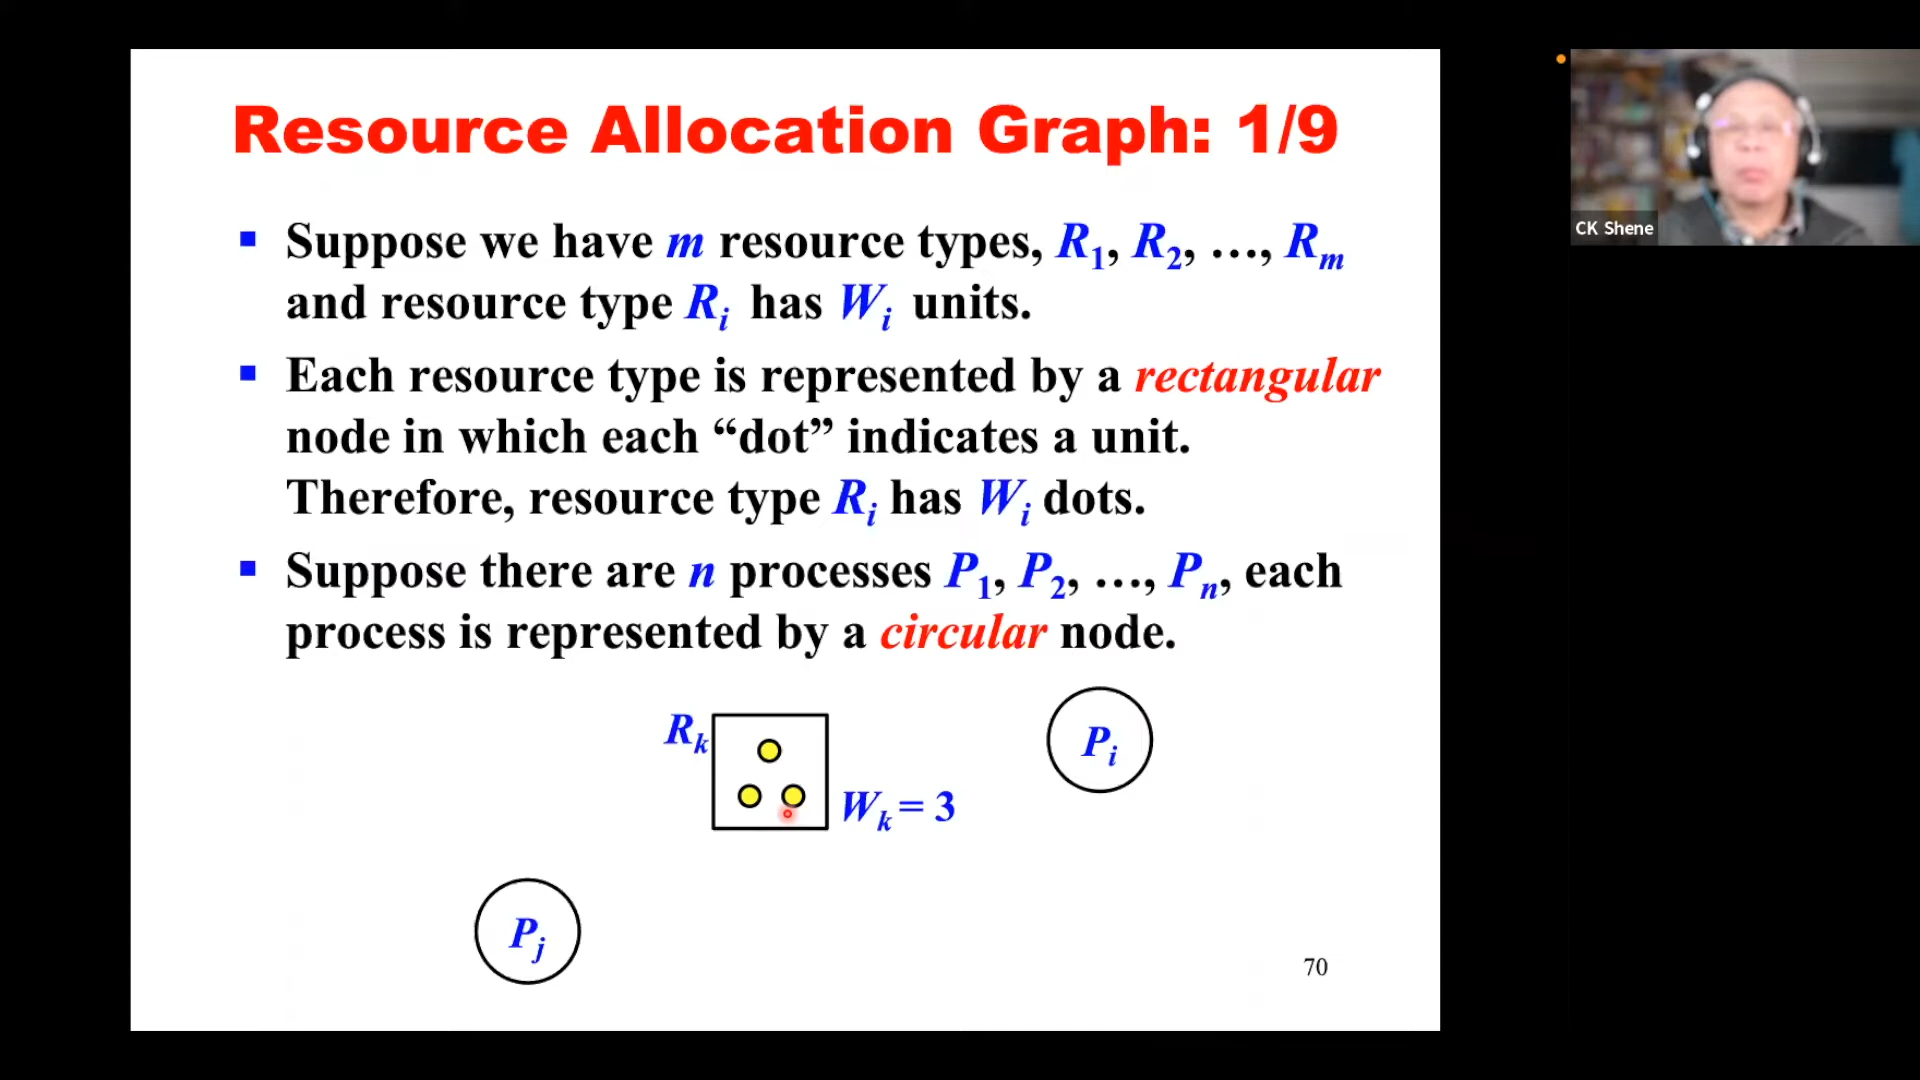 Resource Allocation Graph: 1/9
▪ Suppose we have m resource types, R1, R2, …, Rm
and resource type Ri has Wi units.
▪ Each resource type is represented by a rectangular
node in which each “dot” indicates a unit.
Therefore, resource type Ri has Wi dots.
▪ Suppose there are n processes P1, P2, …, Pn, each
process is represented by a circular node.
Rk
Wk = 3
Pi
Pj
70
CK Shene